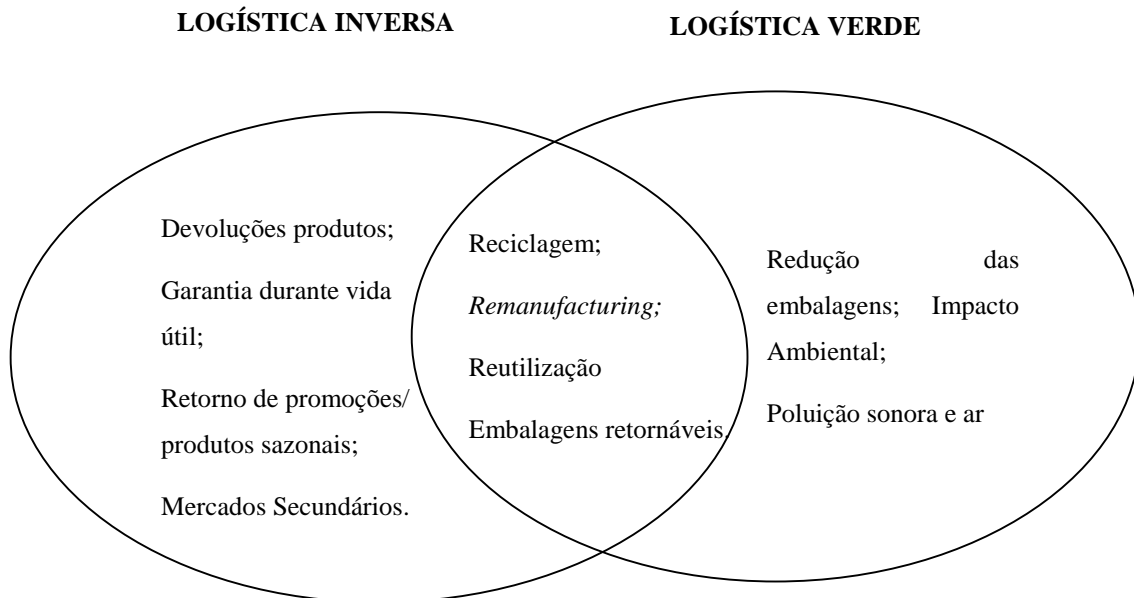 LOGÍSTICA INVERSA
LOGÍSTICA VERDE
Devoluções produtos;
Garantia durante vida
útil;
Retorno de promoções/
produtos sazonais;
Mercados Secundários.
Reciclagem;
Remanufacturing;
Reutilização
Embalagens retornáveis.
Redução das
embalagens; Impacto
Ambiental;
Poluição sonora e ar